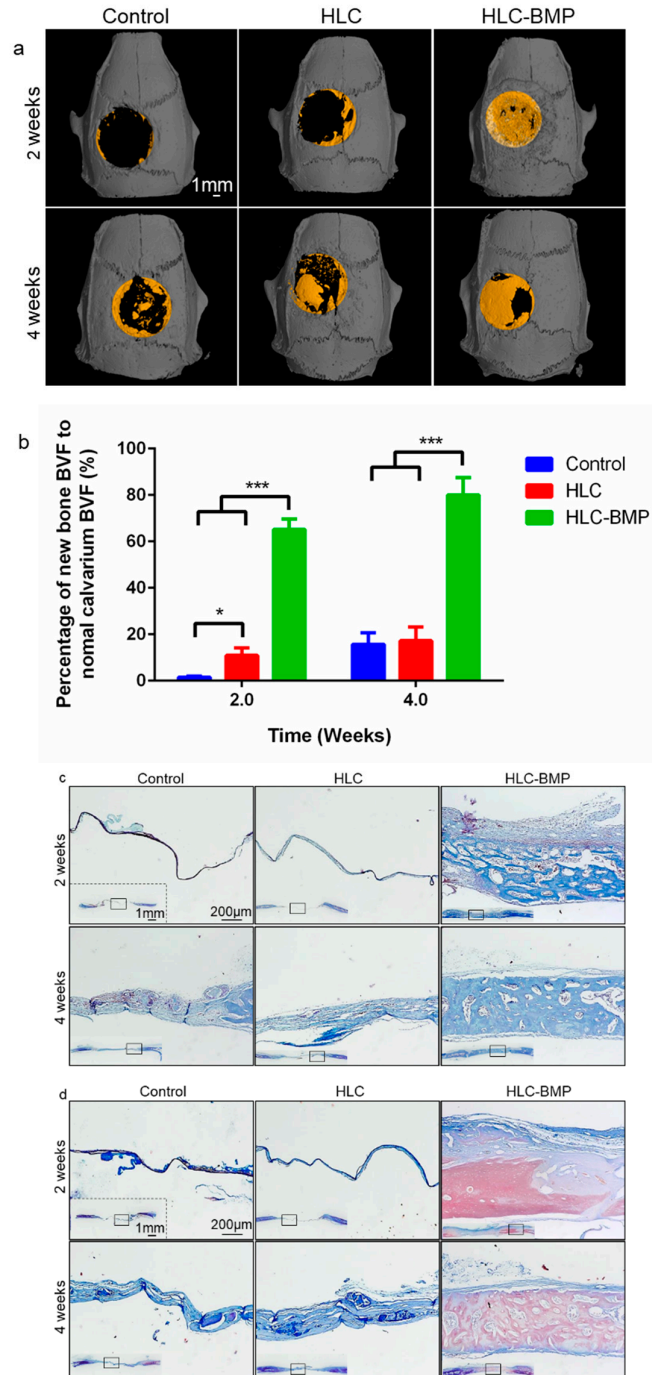 Control HLC HLC-BMP
a
2 weeks
1mm
4 weeks
b
Percentage of new bone BVF to
nomal calvarium BVF (%)
100
80
60
40
20
0
***
*
***
Control
HLC
HLC-BMP
2.0 4.0
Time (Weeks)
c
Control HLC HLC-BMP
2 weeks
1mm 200μm
4 weeks
d
Control HLC HLC-BMP
2 weeks
1mm 200μm
4 weeks